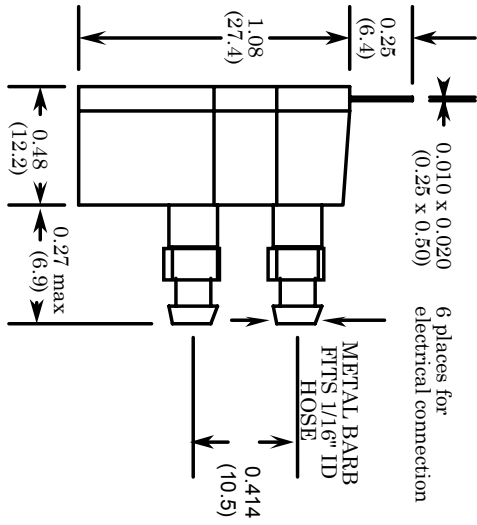 1.08
(27.4)
0.25
(6.4)
0.010 x 0.020
(0.25 x 0.50)
6 places for
electrical connection
0.48
(12.2)
0.27 max
(6.9)
METAL BARB
FITS 1/16" ID
HOSE
0.414
(10.5)